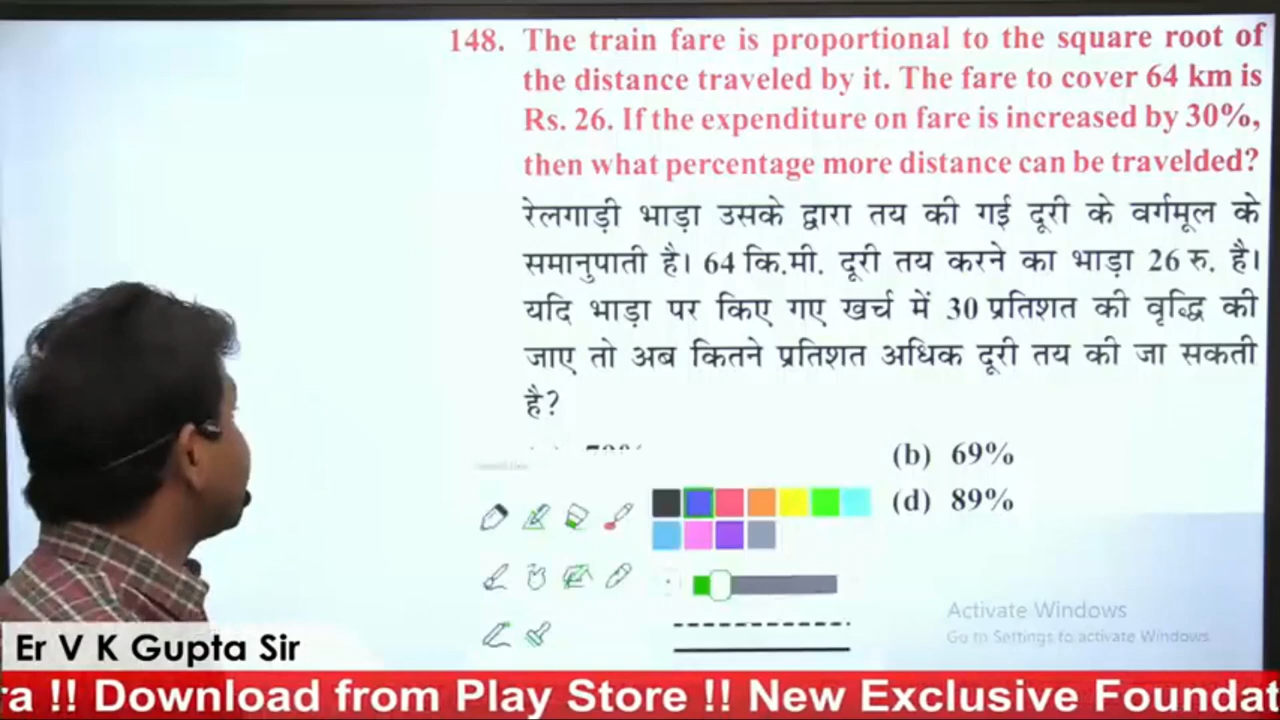 148. The train fare is proportional to the square root of
the distance traveled by it. The fare to cover 64 km is
Rs. 26. If the expenditure on fare is increased by 30%,
then what percentage more distance can be travelded?
रेलगाड़ी भाड़ा उसके द्वारा तय की गई दूरी के वर्गमूल के
समानुपाती है। 64 कि.मी. दूरी तय करने का भाड़ा 26 रु. है।
यदि भाड़ा पर किए गए खर्च में 30 प्रतिशत की वृद्धि की
जाए तो अब कितने प्रतिशत अधिक दूरी तय की जा सकती
है?
(b) 69%
(d) 89%
Activate Windows
Go to Settings to activate Windows.
Er V K Gupta Sir
ra !! Download from Play Store !! New Exclusive Foundat